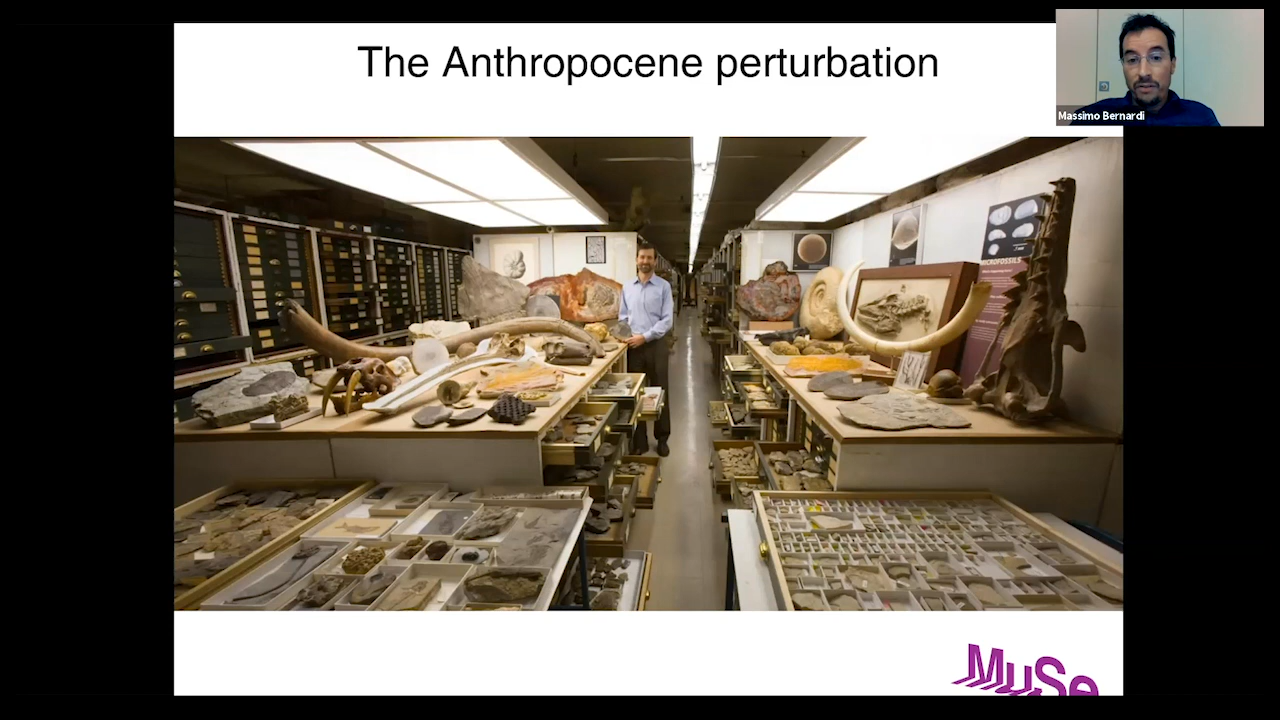 The Anthropocene perturbation
Massimo Bernardi
MICROFOSSILS
MuSe